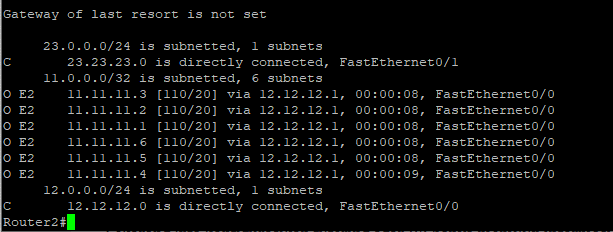 Gateway of last resort is not set
     23.0.0.0/24 is subnetted, 1 subnets
C       23.23.23.0 is directly connected, FastEthernet0/1
     11.0.0.0/32 is subnetted, 6 subnets
O E2    11.11.11.3 [110/20] via 12.12.12.1, 00:00:08, FastEthernet0/0
O E2    11.11.11.2 [110/20] via 12.12.12.1, 00:00:08, FastEthernet0/0
O E2    11.11.11.1 [110/20] via 12.12.12.1, 00:00:08, FastEthernet0/0
O E2    11.11.11.6 [110/20] via 12.12.12.1, 00:00:08, FastEthernet0/0
O E2    11.11.11.5 [110/20] via 12.12.12.1, 00:00:08, FastEthernet0/0
O E2    11.11.11.4 [110/20] via 12.12.12.1, 00:00:09, FastEthernet0/0
     12.0.0.0/24 is subnetted, 1 subnets
C       12.12.12.0 is directly connected, FastEthernet0/0
Router2#